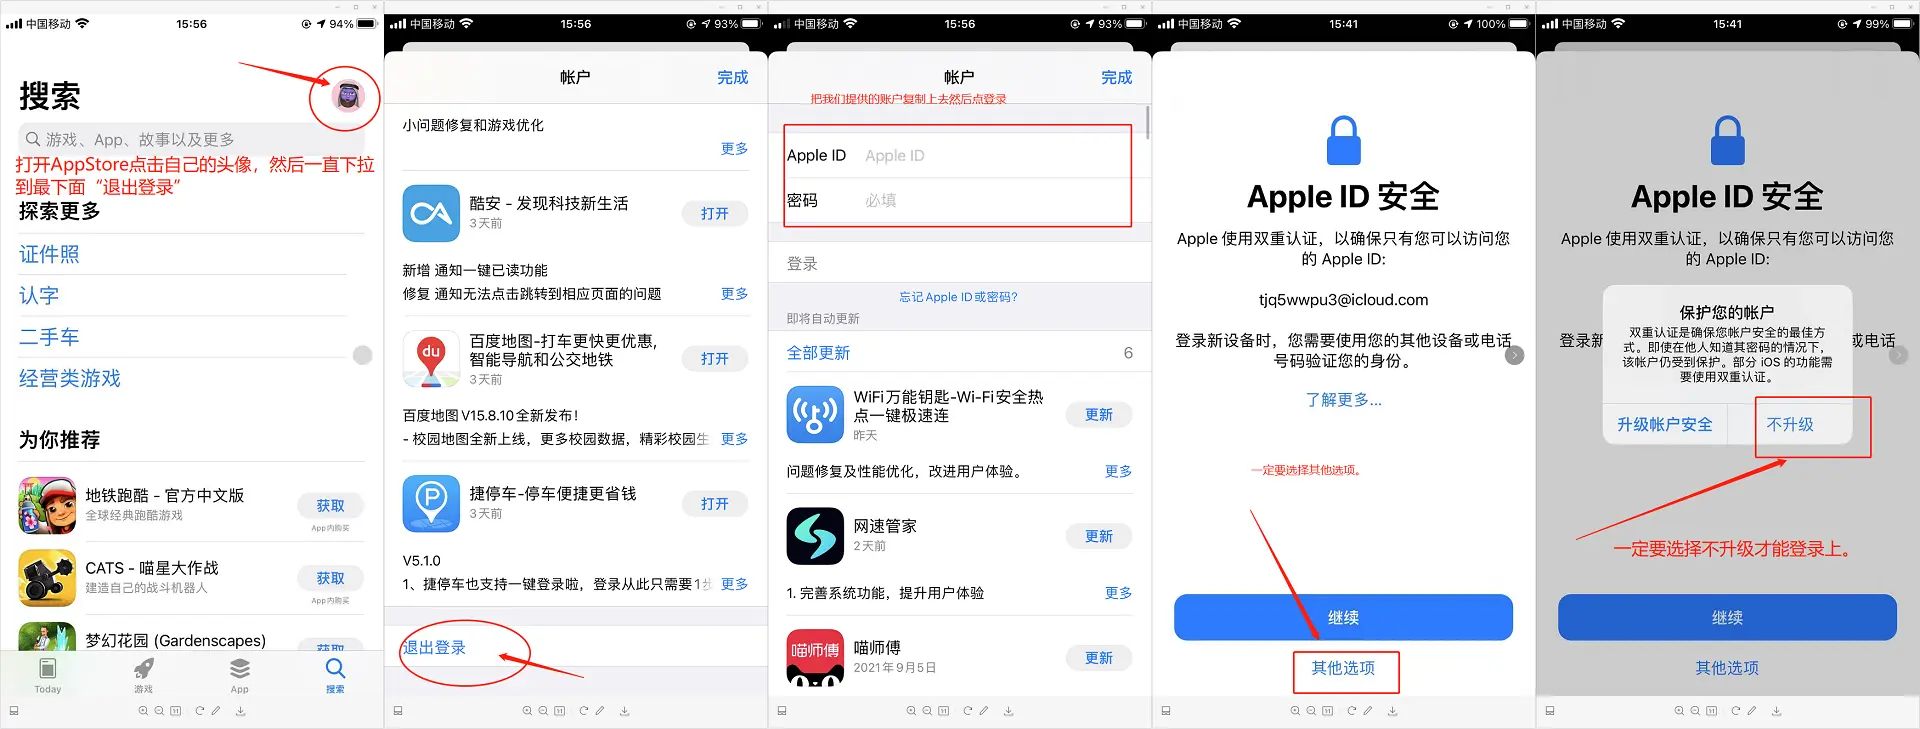 中国移动
15:56
94%
搜索
游戏、App、故事以及更多
打开AppStore点击自己的头像，然后一直下拉
到最下面“退出登录”
探索更多
证件照
认字
二手车
经营类游戏
为你推荐
地铁跑酷 - 官方中文版
全球经典跑酷游戏
获取
App内购买
CATS - 喵星大作战
建造自己的战斗机器人
获取
App内购买
梦幻花园 (Gardenscapes)
获取
Today
游戏
App
搜索
中国移动
15:56
93%
帐户
完成
小问题修复和游戏优化
更多
酷安 - 发现科技新生活
3天前
打开
新增 通知一键已读功能
修复 通知无法点击跳转到相应页面的问题
更多
du
百度地图-打车更快更优惠，
智能导航和公交地铁
3天前
打开
百度地图 V15.8.10 全新发布！
- 校园地图全新上线，更多校园数据，精彩校园生
更多
捷停车-停车便捷更省钱
3天前
打开
V5.1.0
1、捷停车也支持一键登录啦，登录从此只需要1步
更多
退出登录
中国移动
15:56
93%
帐户
完成
把我们提供的账户复制上去然后点登录
Apple ID
Apple ID
密码
必填
登录
忘记 Apple ID 或密码？
即将自动更新
全部更新
6
WiFi万能钥匙-Wi-Fi安全热
点一键极速连
昨天
更新
问题修复及性能优化，改进用户体验。
更多
网速管家
2天前
更新
1. 完善系统功能，提升用户体验
更多
喵师傅
喵师傅
2021年9月5日
更新
中国移动
15:41
100%
Apple ID 安全
Apple 使用双重认证，以确保只有您可以访问您
的 Apple ID：
tjq5wwpu3@icloud.com
登录新设备时，您需要使用您的其他设备或电话
号码验证您的身份。
了解更多...
一定要选择其他选项。
继续
其他选项
中国移动
15:41
99%
Apple ID 安全
Apple 使用双重认证，以确保只有您可以访问您
的 Apple ID：
保护您的帐户
双重认证是确保您帐户安全的最佳方
式。即使在他人知道其密码的情况下，
该帐户仍受到保护。部分 iOS 的功能需
要使用双重认证。
登录新
或电话
升级帐户安全
不升级
一定要选择不升级才能登录上。
继续
其他选项